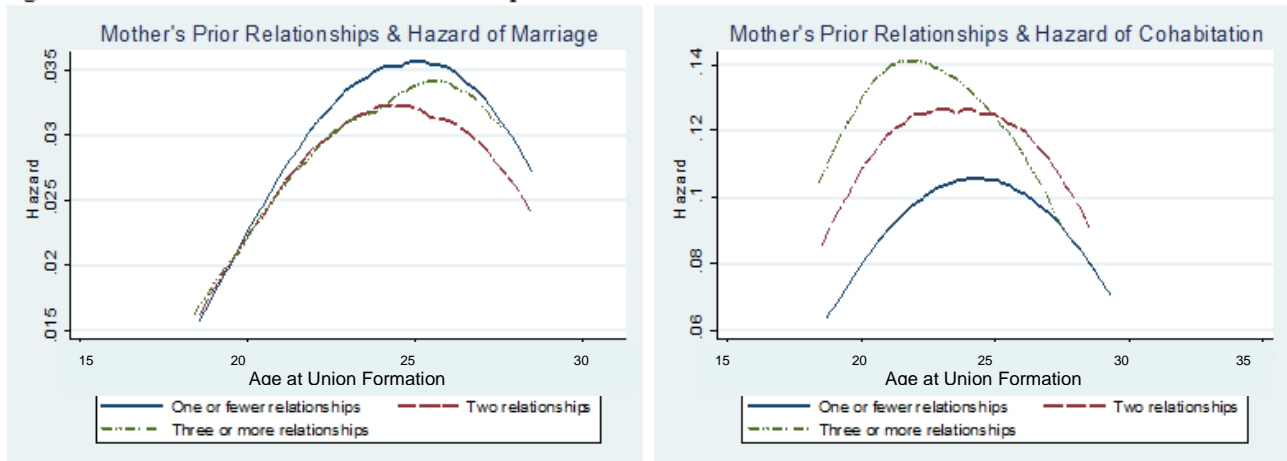 Mother's Prior Relationships & Hazard of Marriage
Hazard
.035
.03
.025
.02
.015
15 20 25 30
Age at Union Formation
One or fewer relationships Two relationships
Three or more relationships
Mother's Prior Relationships & Hazard of Cohabitation
Hazard
.14
.12
.1
.08
.06
15 20 25 30 35
Age at Union Formation
One or fewer relationships Two relationships
Three or more relationships